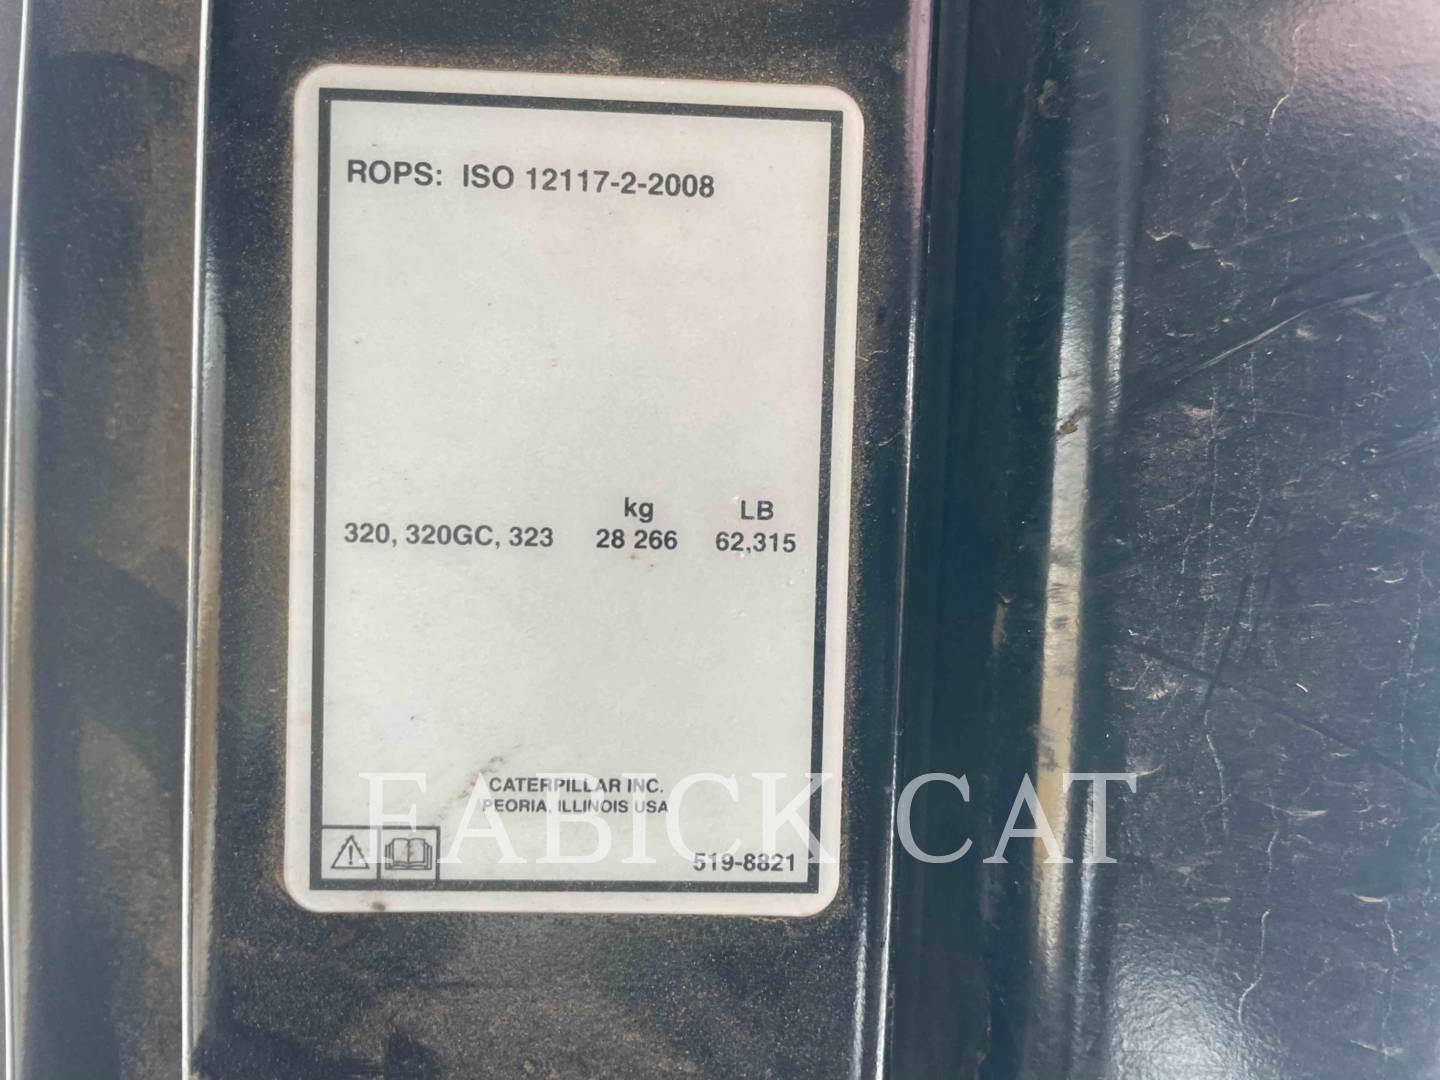 ROPS: ISO 12117-2-2008
kg LB
320, 320GC, 323 28 266 62,315
CATERPILLAR INC.
PEORIA, ILLINOIS USA
519-8821
FABICK CAT